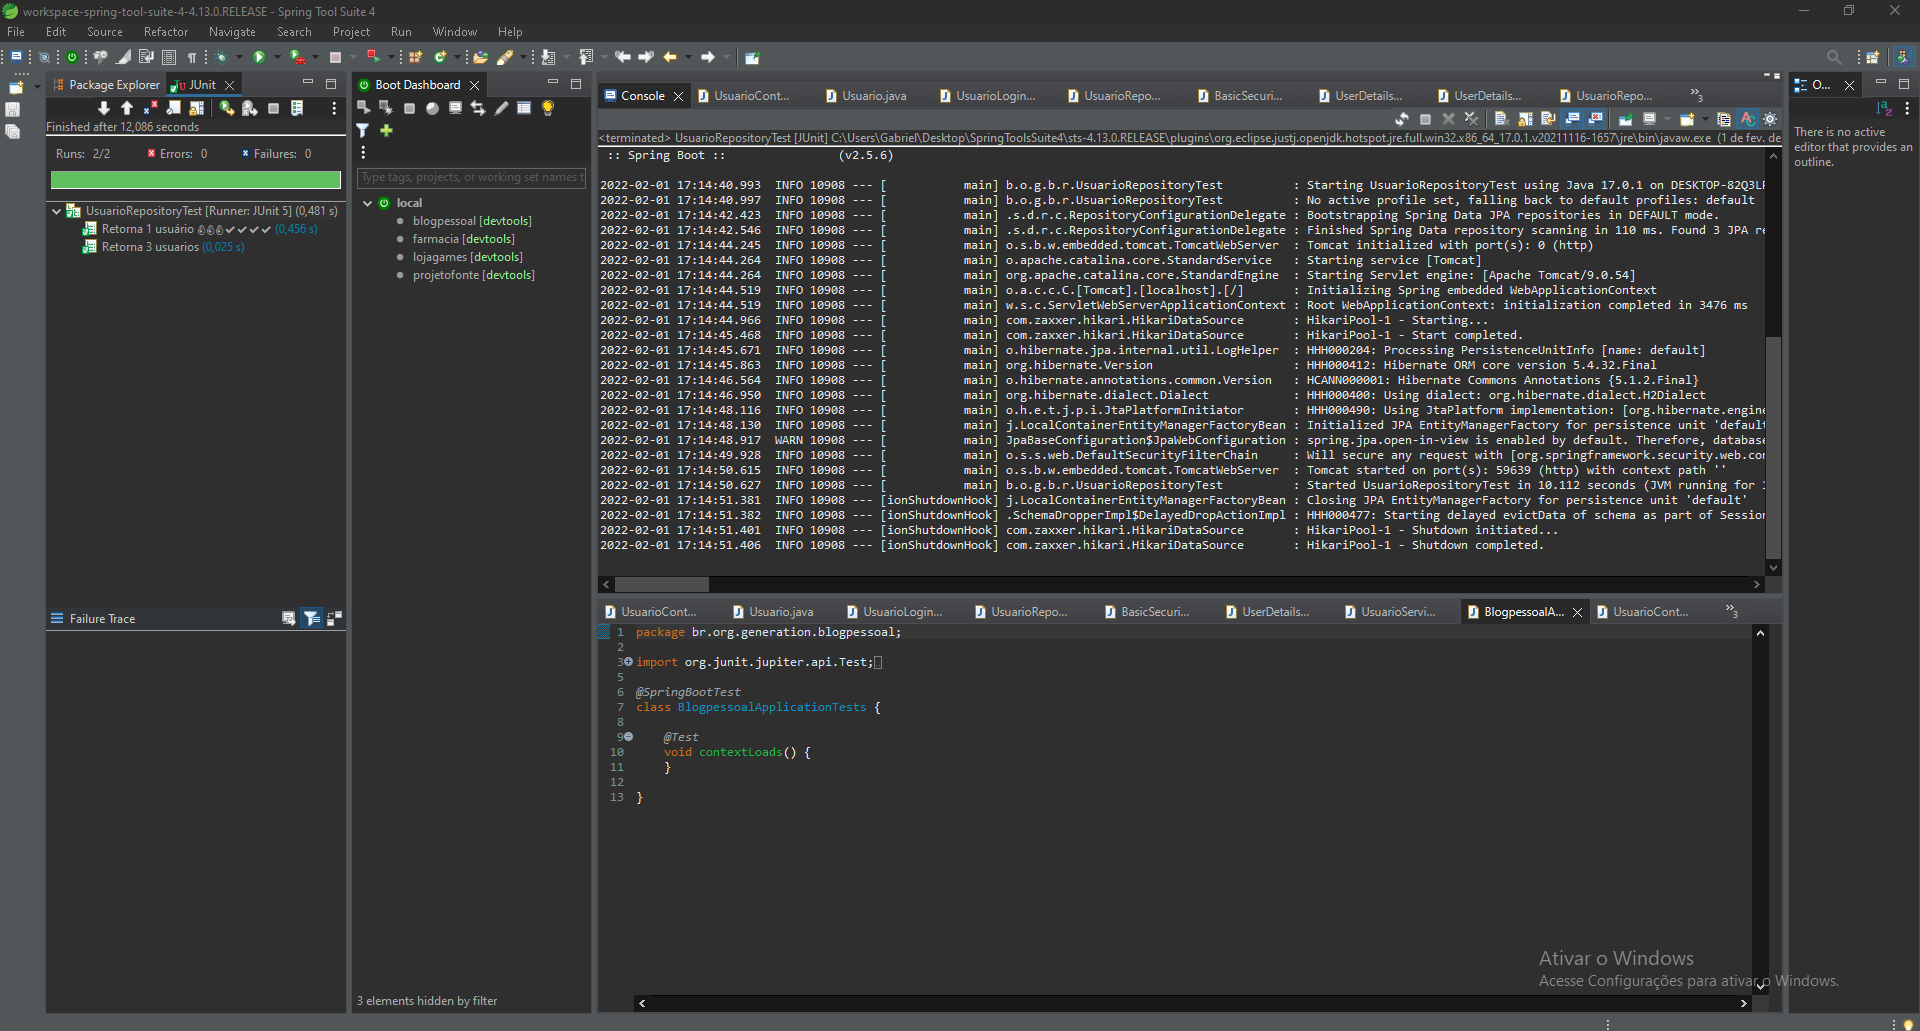 workspace-spring-tool-suite-4-4.13.0.RELEASE - Spring Tool Suite 4
File Edit Source Refactor Navigate Search Project Run Window Help
Package Explorer
JUnit
Finished after 12,086 seconds
Runs: 2/2 Errors: 0 Failures: 0
UsuarioRepositoryTest [Runner: JUnit 5] (0,481 s)
Retorna 1 usuário (0,456 s)
Retorna 3 usuarios (0,025 s)
Failure Trace
Boot Dashboard
Type tags, projects, or working set names t
local
blogpessoal [devtools]
farmacia [devtools]
lojagames [devtools]
projetofonte [devtools]
3 elements hidden by filter
Console UsuarioCont... Usuario.java UsuarioLogin... UsuarioRepo... BasicSecuri... UserDetails... UserDetails... UsuarioRepo... »3
<terminated> UsuarioRepositoryTest [JUnit] C:\Users\Gabriel\Desktop\SpringToolsSuite4\sts-4.13.0.RELEASE\plugins\org.eclipse.justj.openjdk.hotspot.jre.full.win32.x86_64_17.0.1.v20211116-1657\jre\bin\javaw.exe (1 de fev. de
:: Spring Boot :: (v2.5.6)
2022-02-01 17:14:40.993 INFO 10908 --- [ main] b.o.g.b.r.UsuarioRepositoryTest : Starting UsuarioRepositoryTest using Java 17.0.1 on DESKTOP-82Q3L
2022-02-01 17:14:40.997 INFO 10908 --- [ main] b.o.g.b.r.UsuarioRepositoryTest : No active profile set, falling back to default profiles: default
2022-02-01 17:14:42.423 INFO 10908 --- [ main] .s.d.r.c.RepositoryConfigurationDelegate : Bootstrapping Spring Data JPA repositories in DEFAULT mode.
2022-02-01 17:14:42.546 INFO 10908 --- [ main] .s.d.r.c.RepositoryConfigurationDelegate : Finished Spring Data repository scanning in 110 ms. Found 3 JPA re
2022-02-01 17:14:44.245 INFO 10908 --- [ main] o.s.b.w.embedded.tomcat.TomcatWebServer : Tomcat initialized with port(s): 0 (http)
2022-02-01 17:14:44.264 INFO 10908 --- [ main] o.apache.catalina.core.StandardService : Starting service [Tomcat]
2022-02-01 17:14:44.264 INFO 10908 --- [ main] org.apache.catalina.core.StandardEngine : Starting Servlet engine: [Apache Tomcat/9.0.54]
2022-02-01 17:14:44.519 INFO 10908 --- [ main] o.a.c.c.C.[Tomcat].[localhost].[/] : Initializing Spring embedded WebApplicationContext
2022-02-01 17:14:44.519 INFO 10908 --- [ main] w.s.c.ServletWebServerApplicationContext : Root WebApplicationContext: initialization completed in 3476 ms
2022-02-01 17:14:44.966 INFO 10908 --- [ main] com.zaxxer.hikari.HikariDataSource : HikariPool-1 - Starting...
2022-02-01 17:14:45.468 INFO 10908 --- [ main] com.zaxxer.hikari.HikariDataSource : HikariPool-1 - Start completed.
2022-02-01 17:14:45.671 INFO 10908 --- [ main] o.hibernate.jpa.internal.util.LogHelper : HHH000204: Processing PersistenceUnitInfo [name: default]
2022-02-01 17:14:45.863 INFO 10908 --- [ main] org.hibernate.Version : HHH000412: Hibernate ORM core version 5.4.32.Final
2022-02-01 17:14:46.564 INFO 10908 --- [ main] o.hibernate.annotations.common.Version : HCANN000001: Hibernate Commons Annotations {5.1.2.Final}
2022-02-01 17:14:46.950 INFO 10908 --- [ main] org.hibernate.dialect.Dialect : HHH000400: Using dialect: org.hibernate.dialect.H2Dialect
2022-02-01 17:14:48.116 INFO 10908 --- [ main] o.h.e.t.j.p.i.JtaPlatformInitiator : HHH000490: Using JtaPlatform implementation: [org.hibernate.engine
2022-02-01 17:14:48.130 INFO 10908 --- [ main] j.LocalContainerEntityManagerFactoryBean : Initialized JPA EntityManagerFactory for persistence unit 'default
2022-02-01 17:14:48.917 WARN 10908 --- [ main] JpaBaseConfiguration$JpaWebConfiguration : spring.jpa.open-in-view is enabled by default. Therefore, database
2022-02-01 17:14:49.928 INFO 10908 --- [ main] o.s.s.web.DefaultSecurityFilterChain : Will secure any request with [org.springframework.security.web.con
2022-02-01 17:14:50.615 INFO 10908 --- [ main] o.s.b.w.embedded.tomcat.TomcatWebServer : Tomcat started on port(s): 59639 (http) with context path ''
2022-02-01 17:14:50.627 INFO 10908 --- [ main] b.o.g.b.r.UsuarioRepositoryTest : Started UsuarioRepositoryTest in 10.112 seconds (JVM running for 1
2022-02-01 17:14:51.381 INFO 10908 --- [ionShutdownHook] j.LocalContainerEntityManagerFactoryBean : Closing JPA EntityManagerFactory for persistence unit 'default'
2022-02-01 17:14:51.382 INFO 10908 --- [ionShutdownHook] .SchemaDropperImpl$DelayedDropActionImpl : HHH000477: Starting delayed evictData of schema as part of Session
2022-02-01 17:14:51.401 INFO 10908 --- [ionShutdownHook] com.zaxxer.hikari.HikariDataSource : HikariPool-1 - Shutdown initiated...
2022-02-01 17:14:51.406 INFO 10908 --- [ionShutdownHook] com.zaxxer.hikari.HikariDataSource : HikariPool-1 - Shutdown completed.
UsuarioCont... Usuario.java UsuarioLogin... UsuarioRepo... BasicSecuri... UserDetails... UsuarioServi... BlogpessoalA... UsuarioCont... »3
1 package br.org.generation.blogpessoal;
2
3 import org.junit.jupiter.api.Test;
5
6 @SpringBootTest
7 class BlogpessoalApplicationTests {
8
9 @Test
10 void contextLoads() {
11 }
12
13 }
O...
There is no active
editor that provides an
outline.
Ativar o Windows
Acesse Configurações para ativar o Windows.